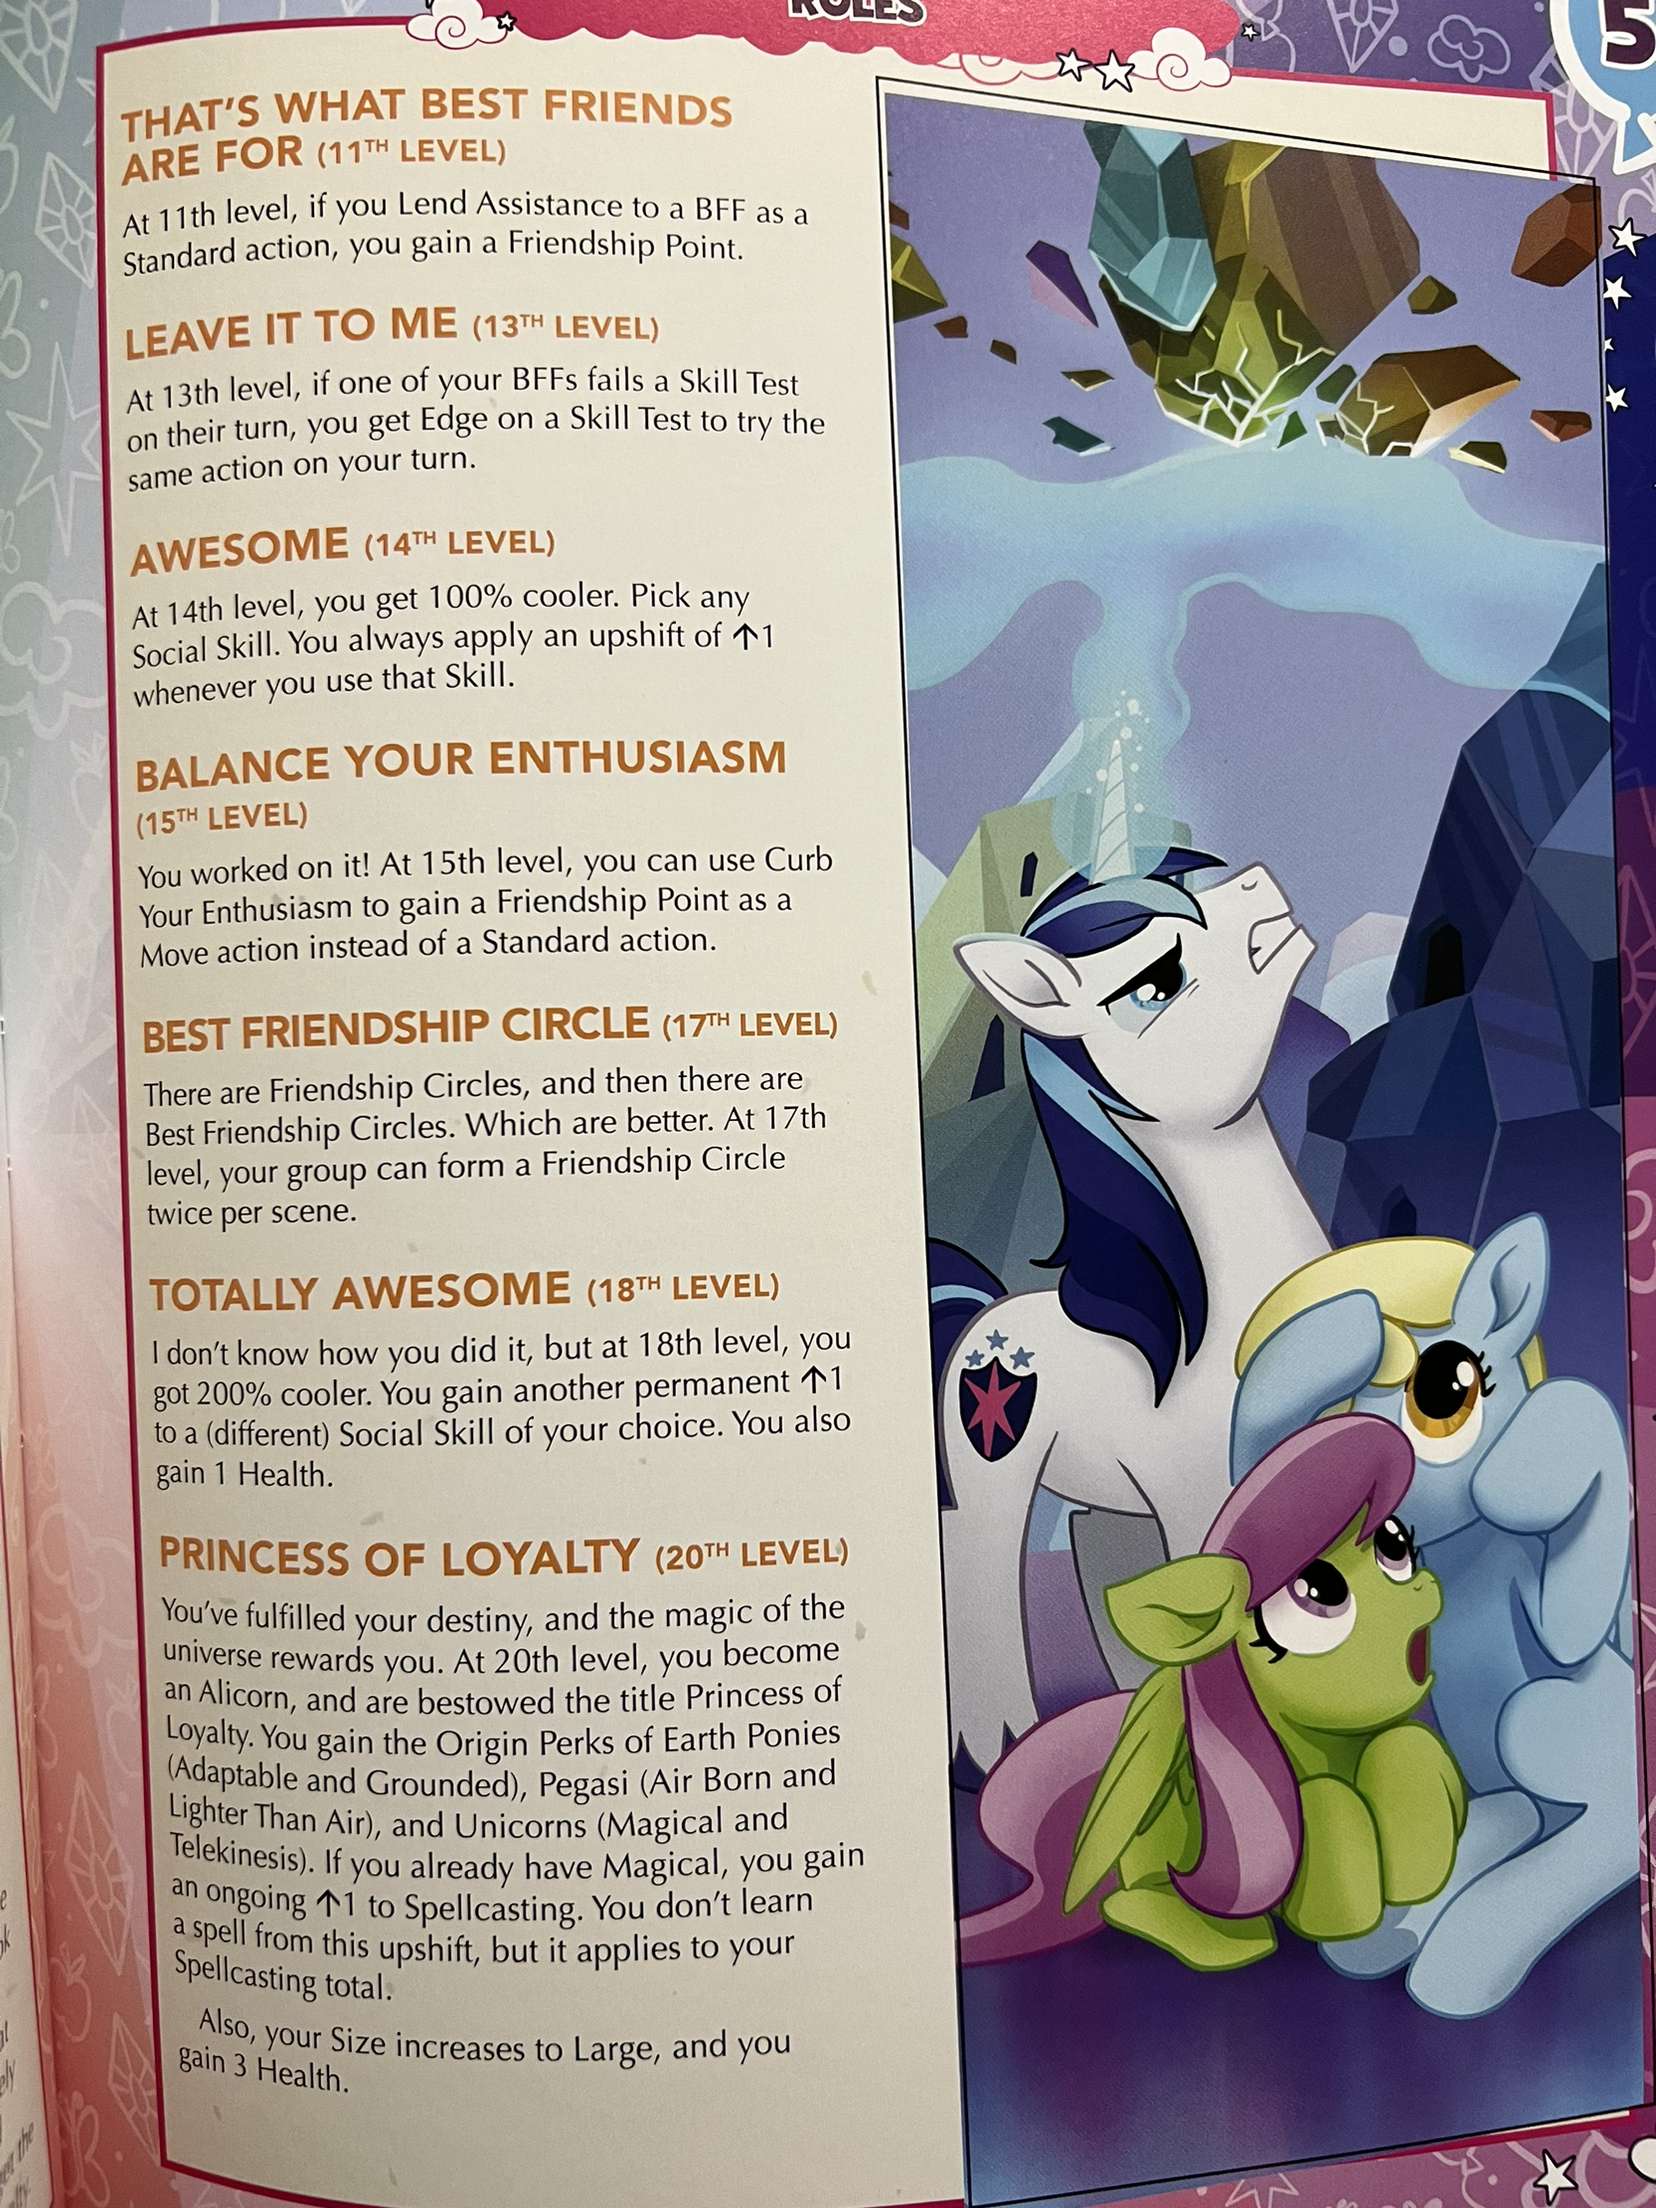 ROLES
5
THAT'S WHAT BEST FRIENDS
ARE FOR (11TH LEVEL)
At 11th level, if you Lend Assistance to a BFF as a
Standard action, you gain a Friendship Point.
LEAVE IT TO ME (13TH LEVEL)
At 13th level, if one of your BFFs fails a Skill Test
on their turn, you get Edge on a Skill Test to try the
same action on your turn.
AWESOME (14TH LEVEL)
At 14th level, you get 100% cooler. Pick any
Social Skill. You always apply an upshift of ↑1
whenever you use that Skill.
BALANCE YOUR ENTHUSIASM
(15TH LEVEL)
You worked on it! At 15th level, you can use Curb
Your Enthusiasm to gain a Friendship Point as a
Move action instead of a Standard action.
BEST FRIENDSHIP CIRCLE (17TH LEVEL)
There are Friendship Circles, and then there are
Best Friendship Circles. Which are better. At 17th
level, your group can form a Friendship Circle
twice per scene.
TOTALLY AWESOME (18TH LEVEL)
I don't know how you did it, but at 18th level, you
got 200% cooler. You gain another permanent ↑1
to a (different) Social Skill of your choice. You also
gain 1 Health.
PRINCESS OF LOYALTY (20TH LEVEL)
You've fulfilled your destiny, and the magic of the
universe rewards you. At 20th level, you become
an Alicorn, and are bestowed the title Princess of
Loyalty. You gain the Origin Perks of Earth Ponies
(Adaptable and Grounded), Pegasi (Air Born and
Lighter Than Air), and Unicorns (Magical and
Telekinesis). If you already have Magical, you gain
an ongoing ↑1 to Spellcasting. You don't learn
a spell from this upshift, but it applies to your
Spellcasting total.
Also, your Size increases to Large, and you
gain 3 Health.